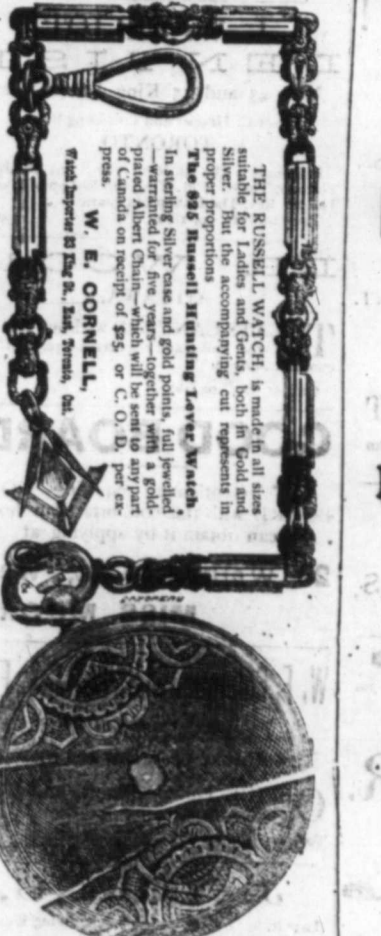 THE RUSSELL WATCH, is made in all sizes
suitable for Ladies and Gents, both in Gold and
Silver. But the accompanying cut represents in
proper proportions
The $25 Russell Hunting Lever Watch
In sterling Silver case and gold points, full jewelled
—warranted for five years—together with a gold-
plated Albert Chain—which will be sent to any part
of Canada on receipt of $25, or C. O. D. per ex-
press.
W. E. CORNELL,
Watch Importer 83 King St., East, Toronto, Ont.